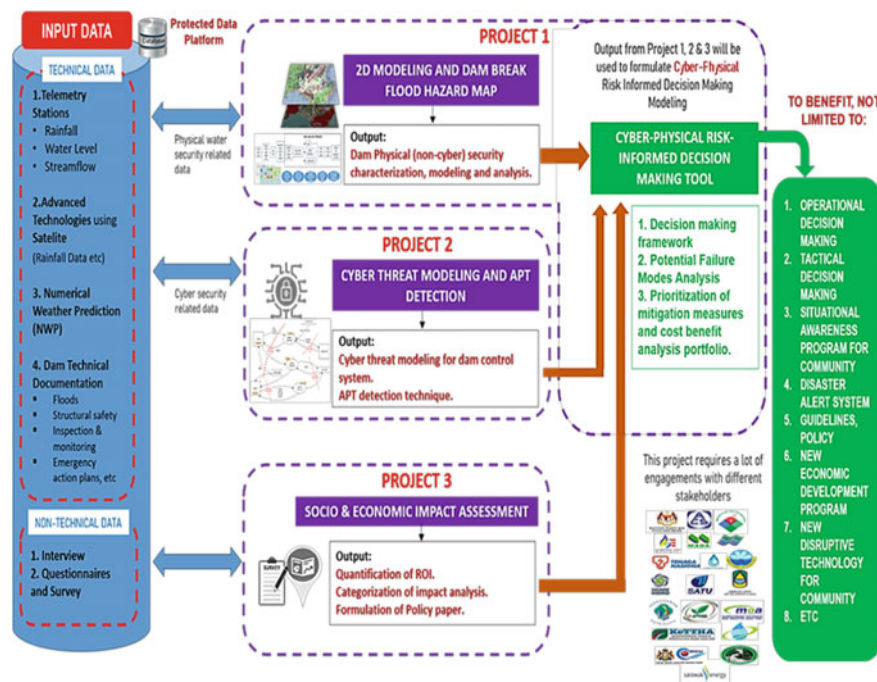 INPUT DATA
Database
Protected Data
Platform
TECHNICAL DATA
1.Telemetry
Stations
• Rainfall
• Water Level
• Streamflow
2.Advanced
Technologies using
Satelite
(Rainfall Data etc)
3. Numerical
Weather Prediction
(NWP)
4. Dam Technical
Documentation
▪ Floods
▪ Structural safety
▪ Inspection &
monitoring
▪ Emergency
action plans, etc
NON-TECHNICAL DATA
1. Interview
2. Questionnaires
and Survey
Physical water
security related
data
Cyber security
related data
PROJECT 1
2D MODELING AND DAM BREAK
FLOOD HAZARD MAP
Output:
Dam Physical (non-cyber) security
characterization, modeling and analysis.
PROJECT 2
CYBER THREAT MODELING AND APT
DETECTION
Output:
Cyber threat modeling for dam control
system.
APT detection technique.
PROJECT 3
SOCIO & ECONOMIC IMPACT ASSESSMENT
SURVEY
Output:
Quantification of ROI.
Categorization of impact analysis.
Formulation of Policy paper.
Output from Project 1, 2 & 3 will be
used to formulate Cyber-Fhysical
Risk Informed Decision Making
Modeling
CYBER-PHYSICAL RISK-
INFORMED DECISION
MAKING TOOL
1. Decision making
framework
2. Potential Failure
Modes Analysis
3. Prioritization of
mitigation measures
and cost benefit
analysis portfolio.
This project requires a lot of
engagements with different
stakeholders
TENAGA
NASIONAL
SATU
KeTTHA
sarawak energy
TO BENEFIT, NOT
LIMITED TO:
1. OPERATIONAL
DECISION
MAKING
2. TACTICAL
DECISION
MAKING
3. SITUATIONAL
AWARENESS
PROGRAM FOR
COMMUNITY
4. DISASTER
ALERT SYSTEM
5. GUIDELINES,
POLICY
6. NEW
ECONOMIC
DEVELOPMENT
PROGRAM
7. NEW
DISRUPTIVE
TECHNOLOGY
FOR
COMMUNITY
8. ETC